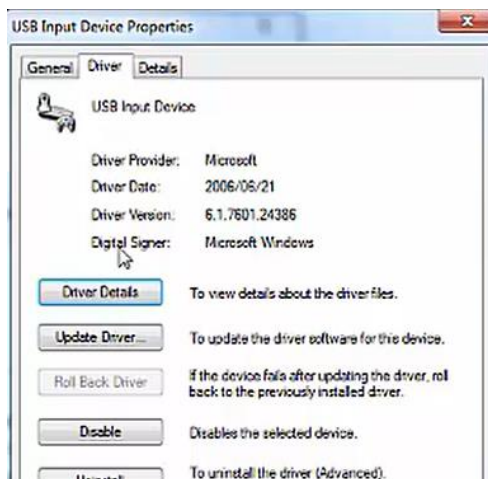 USB Input Device Properties
General Driver Details
USB Input Device
Driver Provider: Microsoft
Driver Date: 2006/06/21
Driver Version: 6.1.7601.24386
Digital Signer: Microsoft Windows
Driver Details To view details about the driver files.
Update Driver... To update the driver software for this device.
Roll Back Driver If the device fails after updating the driver, roll
back to the previously installed driver.
Disable Disables the selected device.
Uninstall To uninstall the driver (Advanced).